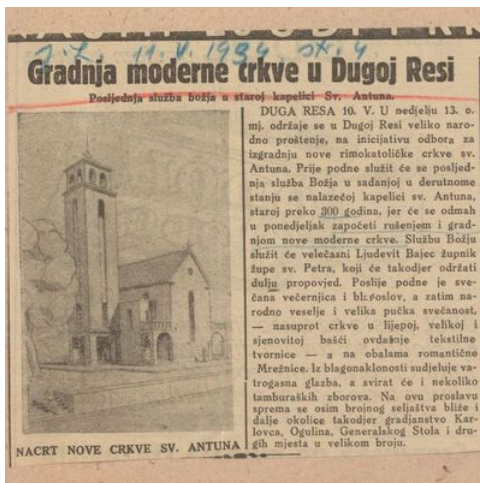 J. L. 11. V. 1934 st. 4.
Gradnja moderne crkve u Dugoj Resi
Posljednja služba božja u staroj kapelici Sv. Antuna.
DUGA RESA 10. V. U nedjelju 13. o.
mj. održaje se u Dugoj Resi veliko naro-
dno proštenje, na inicijativu odbora za
izgradnju nove rimokatoličke crkve sv.
Antuna. Prije podne služit će se posljed-
nja služba Božja u sadanjoj u derutnome
stanju se nalazećoj kapelici sv. Antuna,
staroj preko 300 godina, jer će se odmah
u ponedjeljak započeti rušenjem i grad-
njom nove moderne crkve. Službu Božju
služit će velečasni Ljudevit Bajec župnik
župe sv. Petra, koji će takodjer održati
dulju propovjed. Poslije podne je sve-
čana večernjica i blagoslov, a zatim na-
rodno veselje i velika pučka svečanost,
— nasuprot crkve u lijepoj, velikoj i
sjenovitoj bašći ovdašnje tekstilne
tvornice — a na obalama romantične
Mrežnice. Iz blagonaklonosti sudjeluje va-
trogasna glazba, a svirat će i nekoliko
tamburaških zborova. Na ovu proslavu
sprema se osim brojnog seljaštva bliže i
dalje okolice takodjer gradjanstvo Kar-
lovca, Ogulina, Generalskog Stola i dru-
gih mjesta u velikom broju.
NACRT NOVE CRKVE SV. ANTUNA